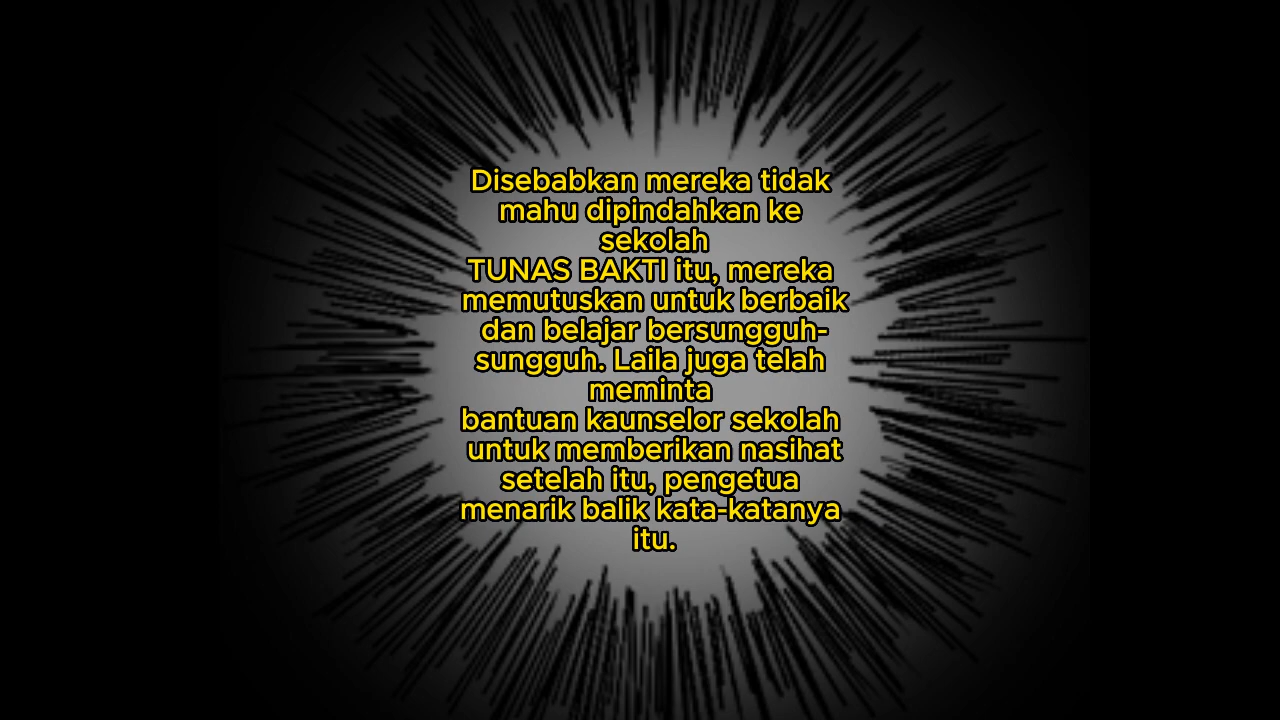 Disebabkan mereka tidak
mahu dipindahkan ke
sekolah
TUNAS BAKTI itu, mereka
memutuskan untuk berbaik
dan belajar bersungguh-
sungguh. Laila juga telah
meminta
bantuan kaunselor sekolah
untuk memberikan nasihat
setelah itu, pengetua
menarik balik kata-katanya
itu.